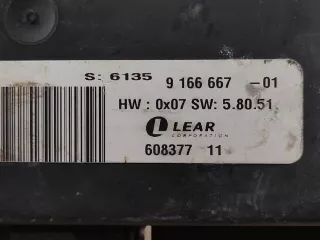 S: 6135 9 166 667 -01
HW : 0x07 SW: 5.80.51
LEAR
CORPORATION
608377 11